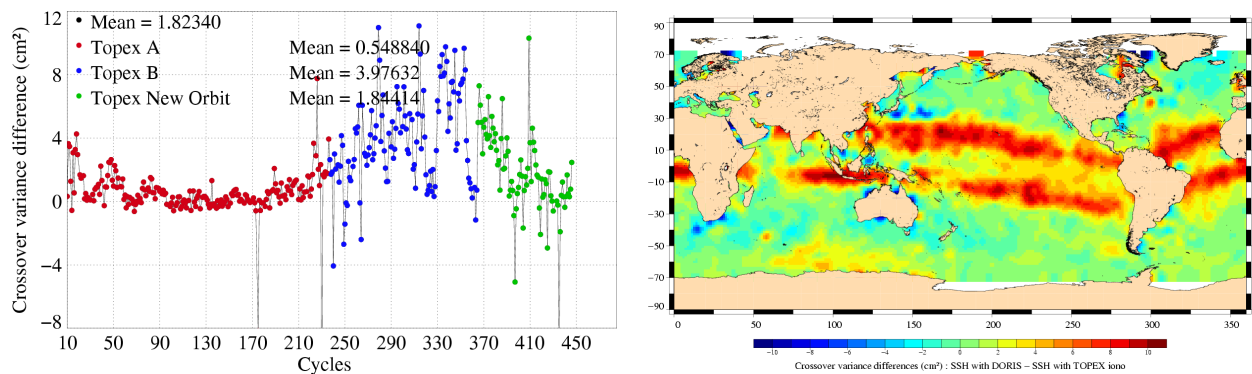 Crossover variance difference (cm²)
12
8
4
0
−4
−8
Mean = 1.82340
Topex A Mean = 0.548840
Topex B Mean = 3.97632
Topex New Orbit Mean = 1.84414
10 50 90 130 170 210 250 290 330 370 410 450
Cycles
90
70
50
30
10
−10
−30
−50
−70
−90
0 50 100 150 200 250 300 350
−10 −8 −6 −4 −2 0 2 4 6 8 10
Crossover variance differences (cm²) : SSH with DORIS − SSH with TOPEX iono